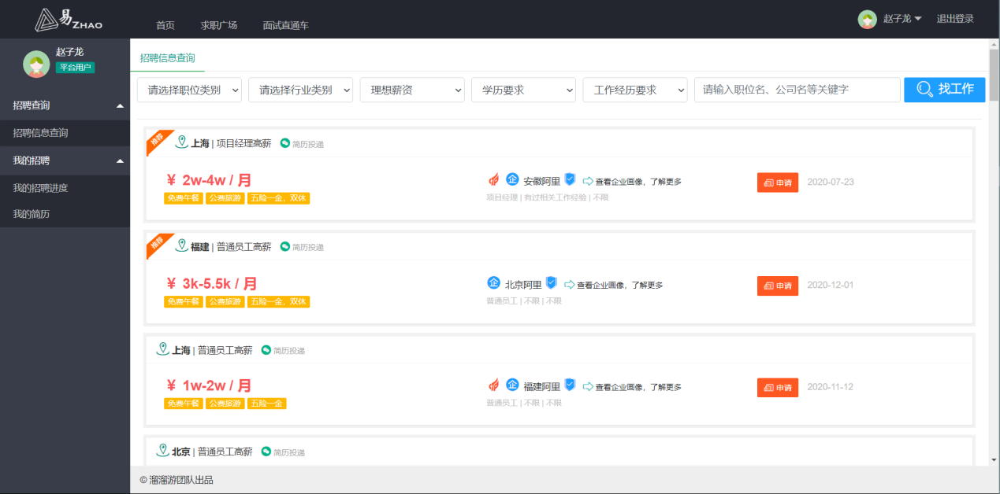 易ZHAO 首页 求职广场 面试直通车 赵子龙 退出登录
赵子龙
平台用户
招聘查询
招聘信息查询
我的招聘
我的招聘进度
我的简历
招聘信息查询
请选择职位类别 请选择行业类别 理想薪资 学历要求 工作经历要求 请输入职位名、公司名等关键字 找工作
推荐 上海 | 项目经理高薪 简历投递
¥ 2w-4w / 月
免费午餐 公费旅游 五险一金，双休
企 安徽阿里 查看企业画像，了解更多
项目经理 | 有过相关工作经验 | 不限
申请 2020-07-23
推荐 福建 | 普通员工高薪 简历投递
¥ 3k-5.5k / 月
免费午餐 公费旅游 五险一金，双休
企 北京阿里 查看企业画像，了解更多
普通员工 | 不限 | 不限
申请 2020-12-01
上海 | 普通员工高薪 简历投递
¥ 1w-2w / 月
免费午餐 公费旅游 五险一金
企 福建阿里 查看企业画像，了解更多
普通员工 | 不限 | 不限
申请 2020-11-12
北京 | 普通员工高薪 简历投递
© 溜溜游团队出品